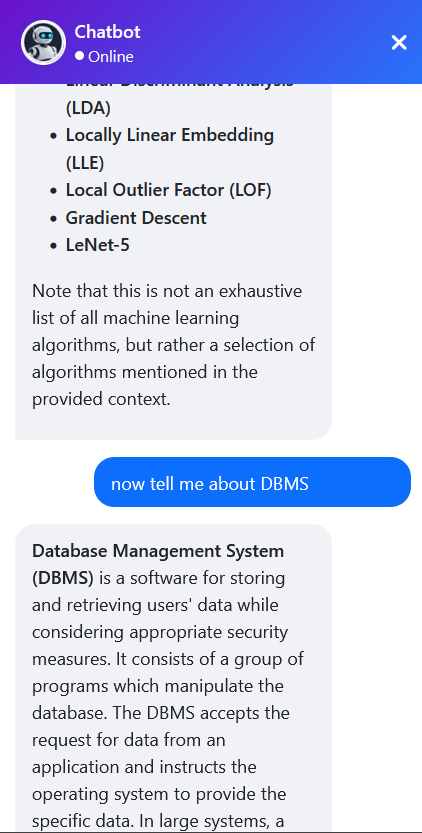 Chatbot
Online
Linear Discriminant Analysis
(LDA)
• Locally Linear Embedding
(LLE)
• Local Outlier Factor (LOF)
• Gradient Descent
• LeNet-5
Note that this is not an exhaustive
list of all machine learning
algorithms, but rather a selection of
algorithms mentioned in the
provided context.
now tell me about DBMS
Database Management System
(DBMS) is a software for storing
and retrieving users' data while
considering appropriate security
measures. It consists of a group of
programs which manipulate the
database. The DBMS accepts the
request for data from an
application and instructs the
operating system to provide the
specific data. In large systems, a